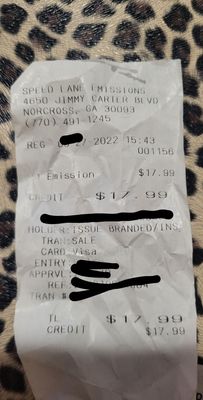 SPEED LANE EMISSIONS
4650 JIMMY CARTER BLVD
NORCROSS, GA 30093
(770) 491-1245
REG 2022 15:43
001156
1 Emission $17.99
CREDIT $17.99
HOLDER:ISSUE BRANDED/INS
TRAN:SALE
CARD:Visa
ENTRY:
APPRVL
REF
TRAN #
TL $17.99
CREDIT $17.99